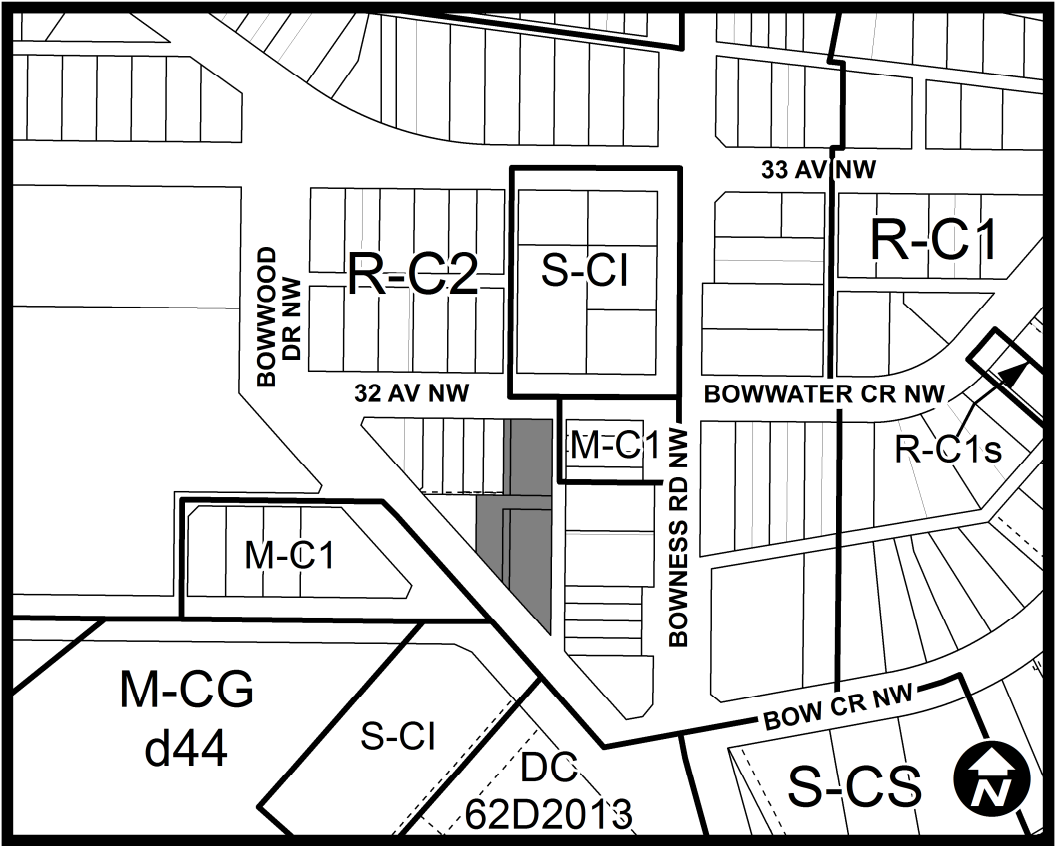 33 AV NW
R-C1
R-C2
S-CI
BOWWOOD
DR NW
32 AV NW
BOWWATER CR NW
M-C1
R-C1s
BOWNESS RD NW
M-C1
M-CG
d44
S-CI
BOW CR NW
DC
62D2013
S-CS
N